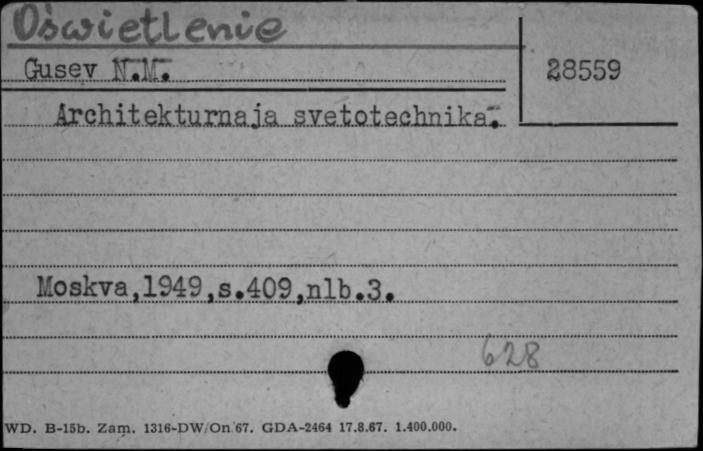 Oświetlenie
Gusev N.M.
28559
Architekturnaja svetotechnika.
Moskva,1949,s.409,nlb.3.
628
WD. B-15b. Zam. 1316-DW/On 67. GDA-2464 17.8.67. 1.400.000.